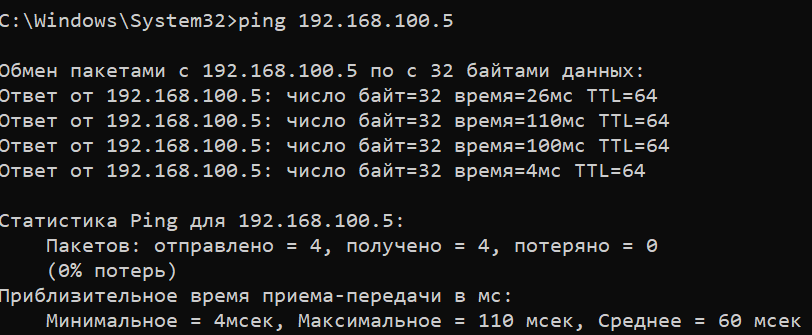 C:\Windows\System32>ping 192.168.100.5
Обмен пакетами с 192.168.100.5 по с 32 байтами данных:
Ответ от 192.168.100.5: число байт=32 время=26мс TTL=64
Ответ от 192.168.100.5: число байт=32 время=110мс TTL=64
Ответ от 192.168.100.5: число байт=32 время=100мс TTL=64
Ответ от 192.168.100.5: число байт=32 время=4мс TTL=64
Статистика Ping для 192.168.100.5:
Пакетов: отправлено = 4, получено = 4, потеряно = 0
(0% потерь)
Приблизительное время приема-передачи в мс:
Минимальное = 4мсек, Максимальное = 110 мсек, Среднее = 60 мсек